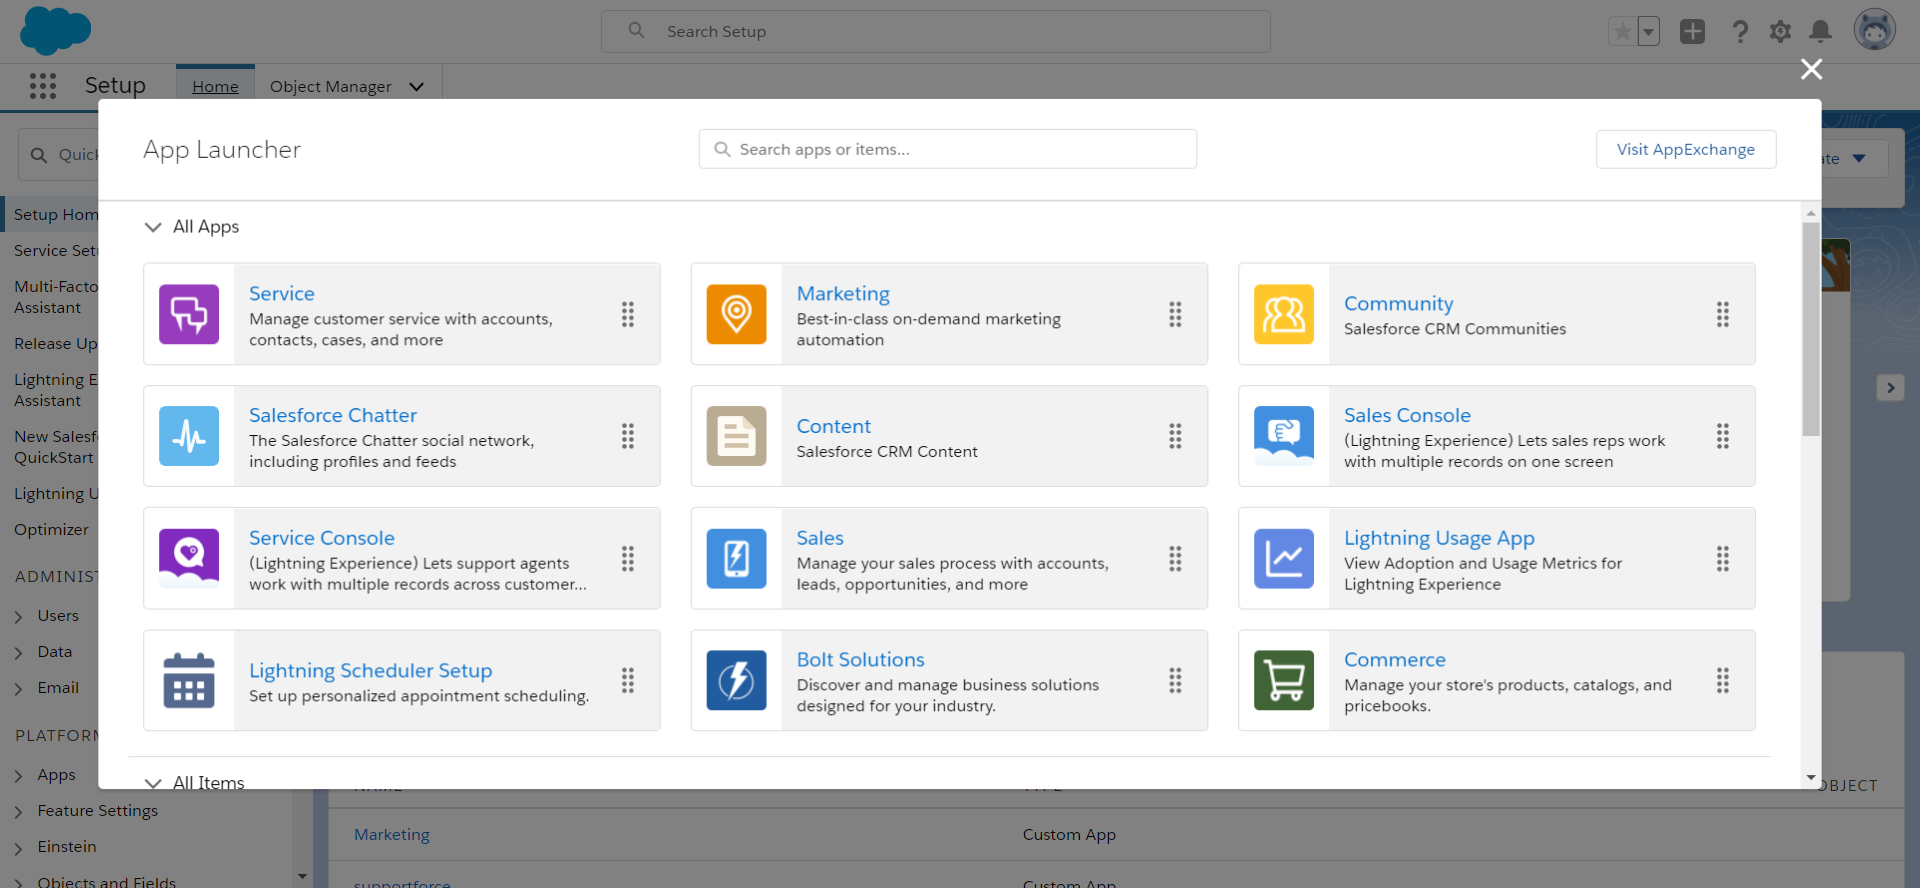 Search Setup
Setup
Home
Object Manager
App Launcher
Search apps or items...
Visit AppExchange
All Apps
Service
Manage customer service with accounts,
contacts, cases, and more
Marketing
Best-in-class on-demand marketing
automation
Community
Salesforce CRM Communities
Salesforce Chatter
The Salesforce Chatter social network,
including profiles and feeds
Content
Salesforce CRM Content
Sales Console
(Lightning Experience) Lets sales reps work
with multiple records on one screen
Service Console
(Lightning Experience) Lets support agents
work with multiple records across customer...
Sales
Manage your sales process with accounts,
leads, opportunities, and more
Lightning Usage App
View Adoption and Usage Metrics for
Lightning Experience
Lightning Scheduler Setup
Set up personalized appointment scheduling.
Bolt Solutions
Discover and manage business solutions
designed for your industry.
Commerce
Manage your store's products, catalogs, and
pricebooks.
All Items
Quick
Setup Hom
Service Setu
Multi-Facto
Assistant
Release Up
Lightning E
Assistant
New Salesf
QuickStart
Lightning U
Optimizer
ADMINIST
Users
Data
Email
PLATFORM
Apps
Feature Settings
Einstein
Objects and Fields
ate
OBJECT
Marketing
Custom App
supportforce
Custom App